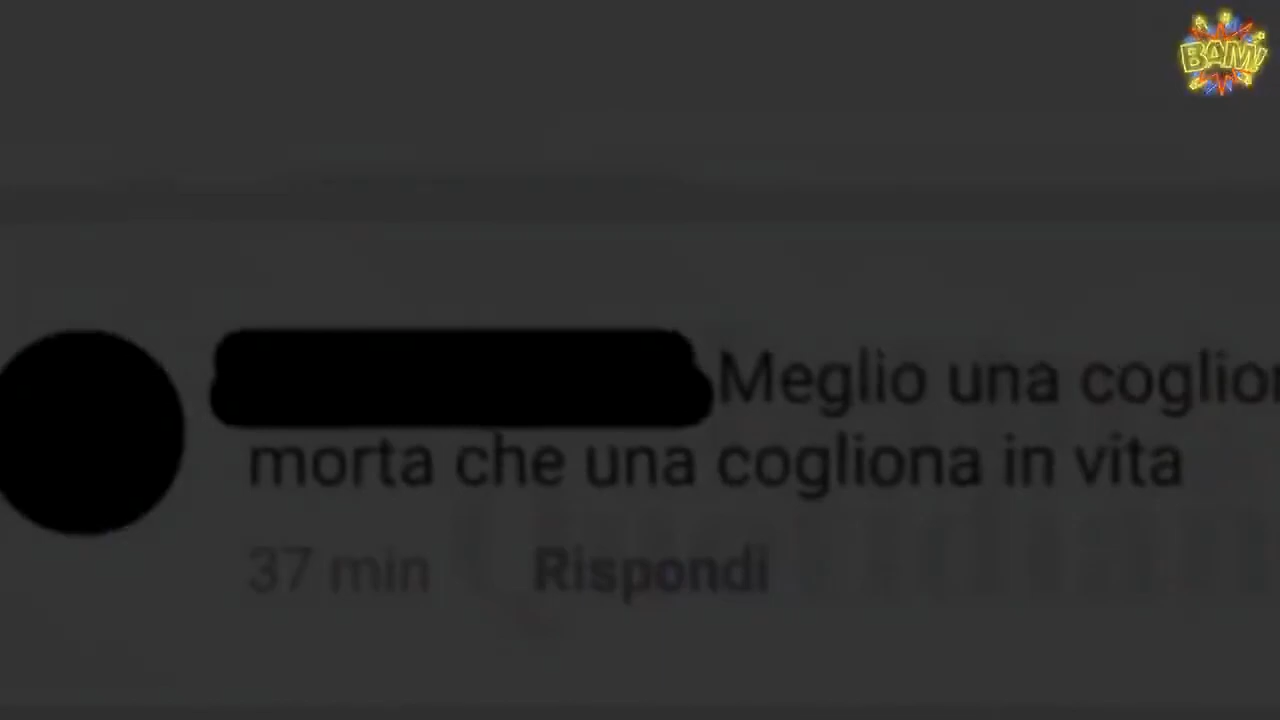 BAM!
Meglio una coglion
morta che una cogliona in vita
37 min Rispondi